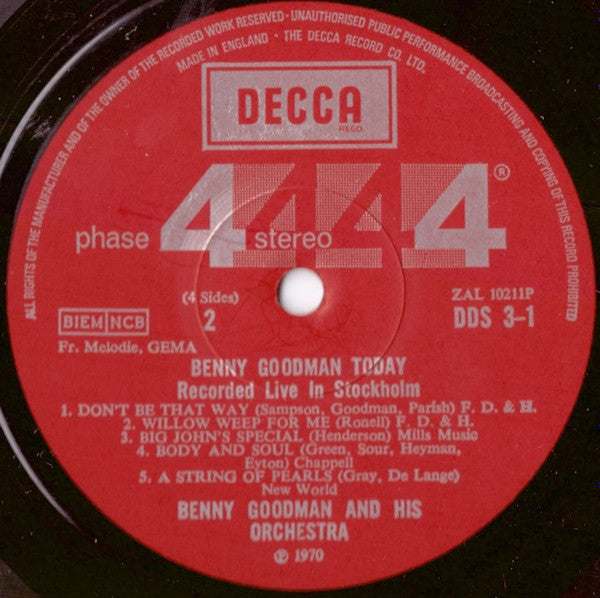 ALL RIGHTS OF THE MANUFACTURER AND OF THE OWNER OF THE RECORDED WORK RESERVED · UNAUTHORISED PUBLIC PERFORMANCE BROADCASTING AND COPYING OF THIS RECORD PROHIBITED
MADE IN ENGLAND · THE DECCA RECORD CO. LTD.
DECCA
REGD.
phase 4 stereo 4 4 4 ®
(4 Sides)
2
ZAL 10211P
DDS 3-1
BIEM NCB
Fr. Melodie, GEMA
BENNY GOODMAN TODAY
Recorded Live In Stockholm
1. DON'T BE THAT WAY (Sampson, Goodman, Parish) F. D. & H.
2. WILLOW WEEP FOR ME (Ronell) F. D. & H.
3. BIG JOHN'S SPECIAL (Henderson) Mills Music
4. BODY AND SOUL (Green, Sour, Heyman,
Eyton) Chappell
5. A STRING OF PEARLS (Gray, De Lange)
New World
BENNY GOODMAN AND HIS
ORCHESTRA
℗ 1970